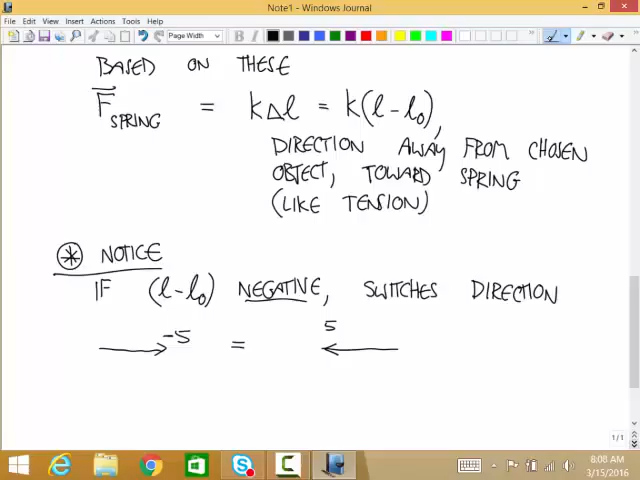 Note1 - Windows Journal
File Edit View Insert Actions Tools Help
Page Width
B I
BASED ON THESE
F SPRING = kΔl = k(l - l₀),
DIRECTION AWAY FROM CHOSEN
OBJECT, TOWARD SPRING
(LIKE TENSION)
* NOTICE
IF (l - l₀) NEGATIVE, SWITCHES DIRECTION
-5 = 5
1/1
8:08 AM
3/15/2016